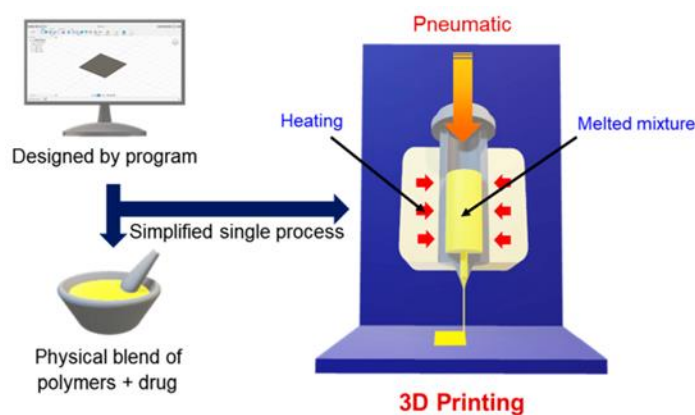 Pneumatic
Heating
Melted mixture
Designed by program
Simplified single process
Physical blend of
polymers + drug
3D Printing